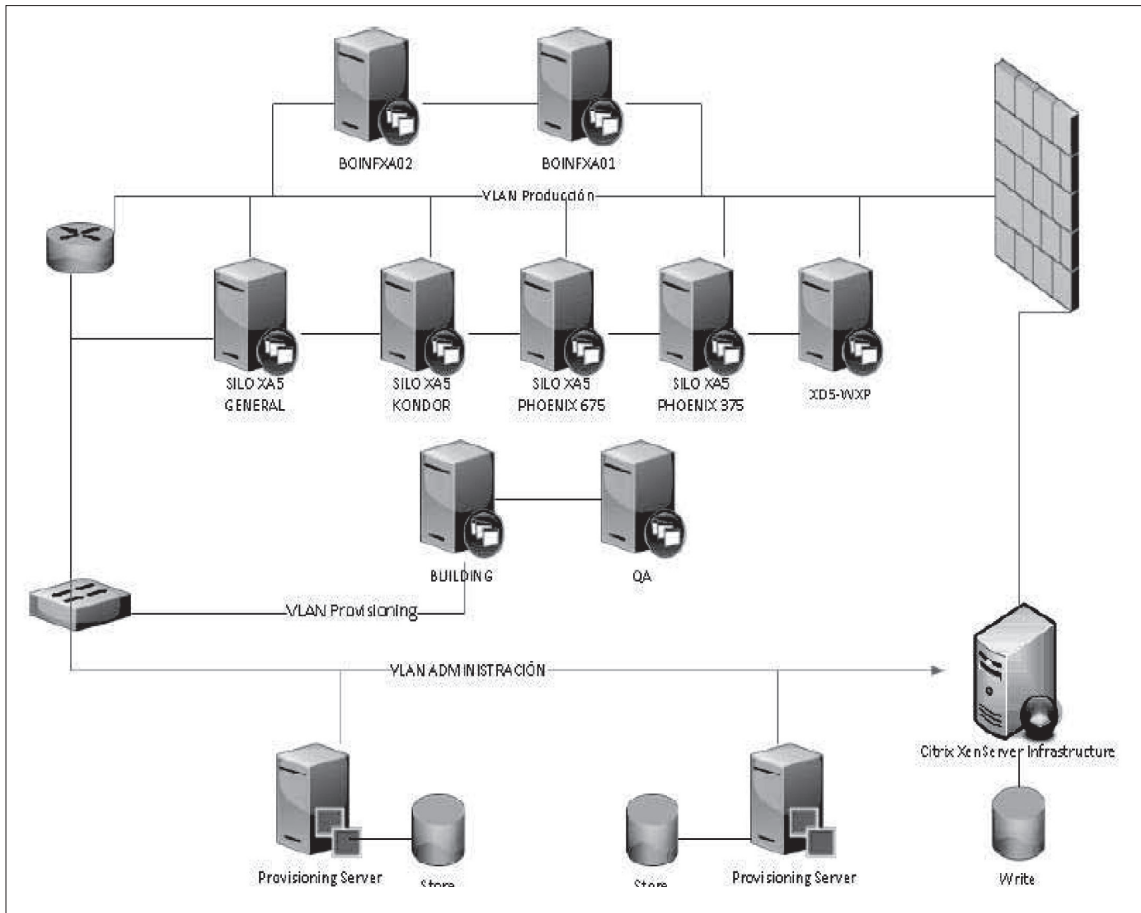 BOINFXA02
BOINFXA01
VLAN Producción
SILO XA5
GENERAL
SILO XA5
KONDOR
SILO XA5
PHOENIX 675
SILO XA5
PHOENIX 375
XD5-WXP
BUILDING
QA
VLAN Provisioning
VLAN ADMINISTRACIÓN
Citrix XenServer Infrastructure
Provisioning Server
Store
Store
Provisioning Server
Write